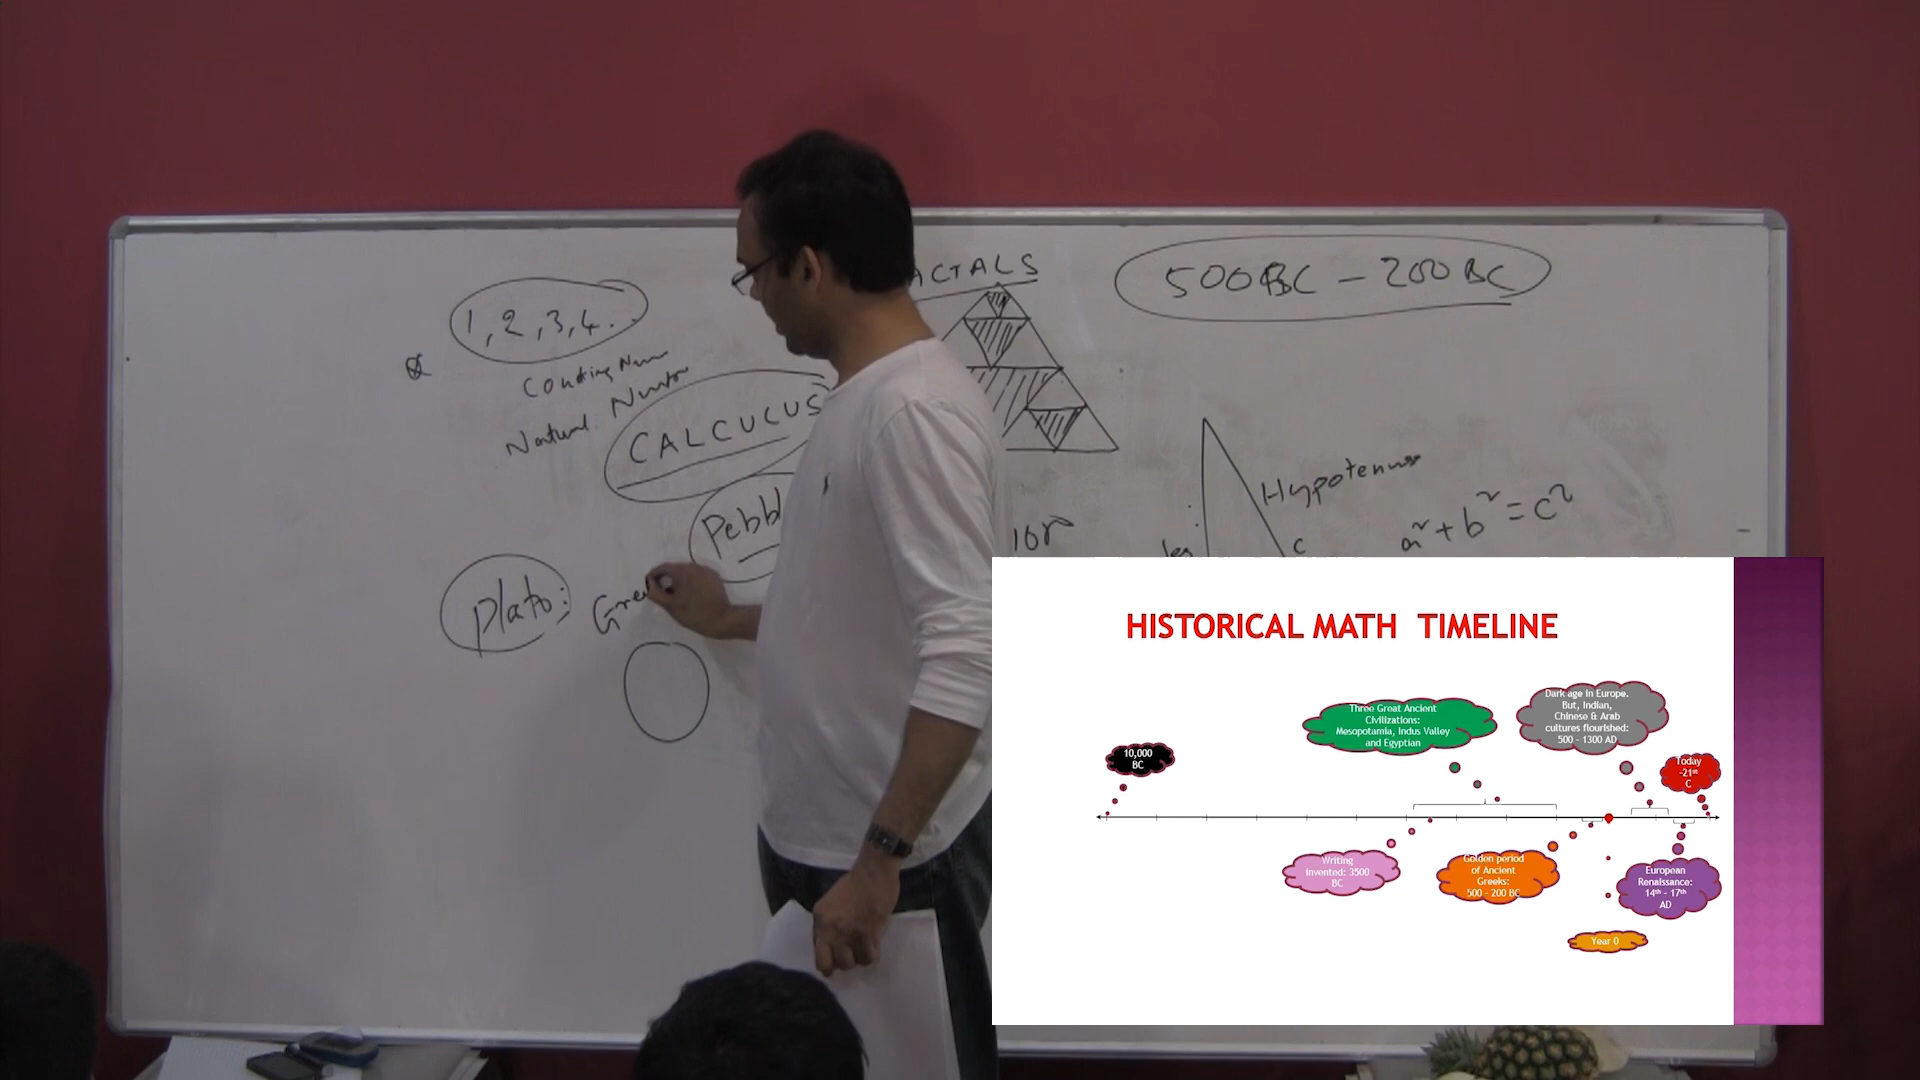 1, 2, 3, 4..
Counting Num
Natural Number
CALCULUS
Pebbl
Plato:
Gree
ACTALS
500 BC - 200 BC
Hypotenuse
leg
c
a² + b² = c²
HISTORICAL MATH TIMELINE
10,000
BC
Three Great Ancient
Civilizations:
Mesopotamia, Indus Valley
and Egyptian
Dark age in Europe.
But, Indian,
Chinese & Arab
cultures flourished:
500 - 1300 AD
Today
-21st
C
Writing
invented: 3500
BC
Golden period
of Ancient
Greeks:
500 - 200 BC
European
Renaissance:
14th - 17th
AD
Year 0